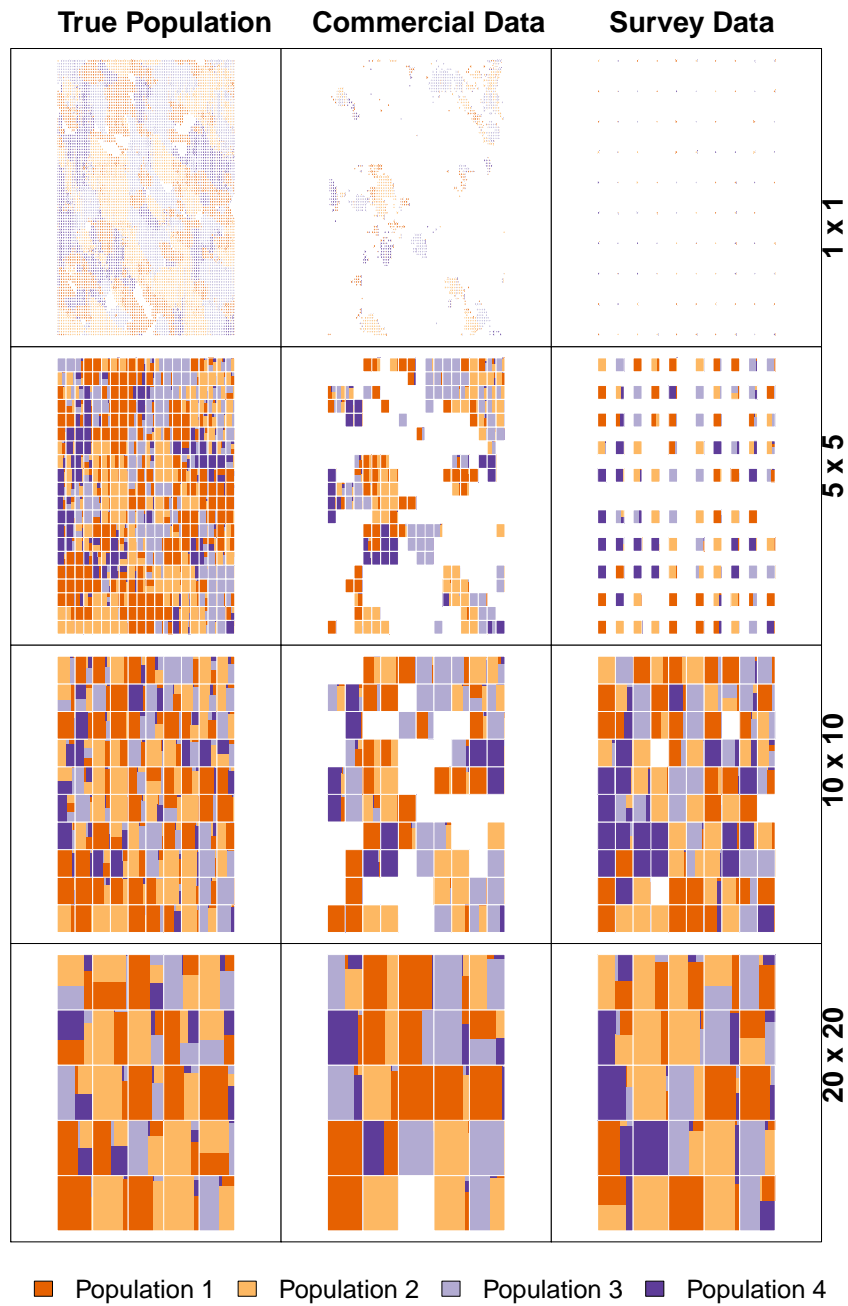 True Population Commercial Data Survey Data
1 x 1
5 x 5
10 x 10
20 x 20
Population 1 Population 2 Population 3 Population 4